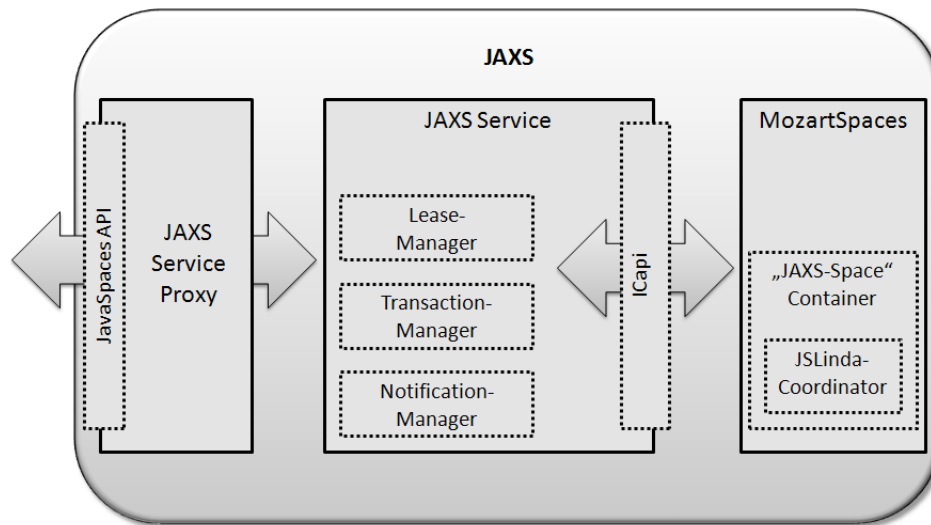 JAXS
JavaSpaces API
JAXS
Service
Proxy
JAXS Service
Lease-
Manager
Transaction-
Manager
Notification-
Manager
ICapi
MozartSpaces
„JAXS-Space“
Container
JSLinda-
Coordinator